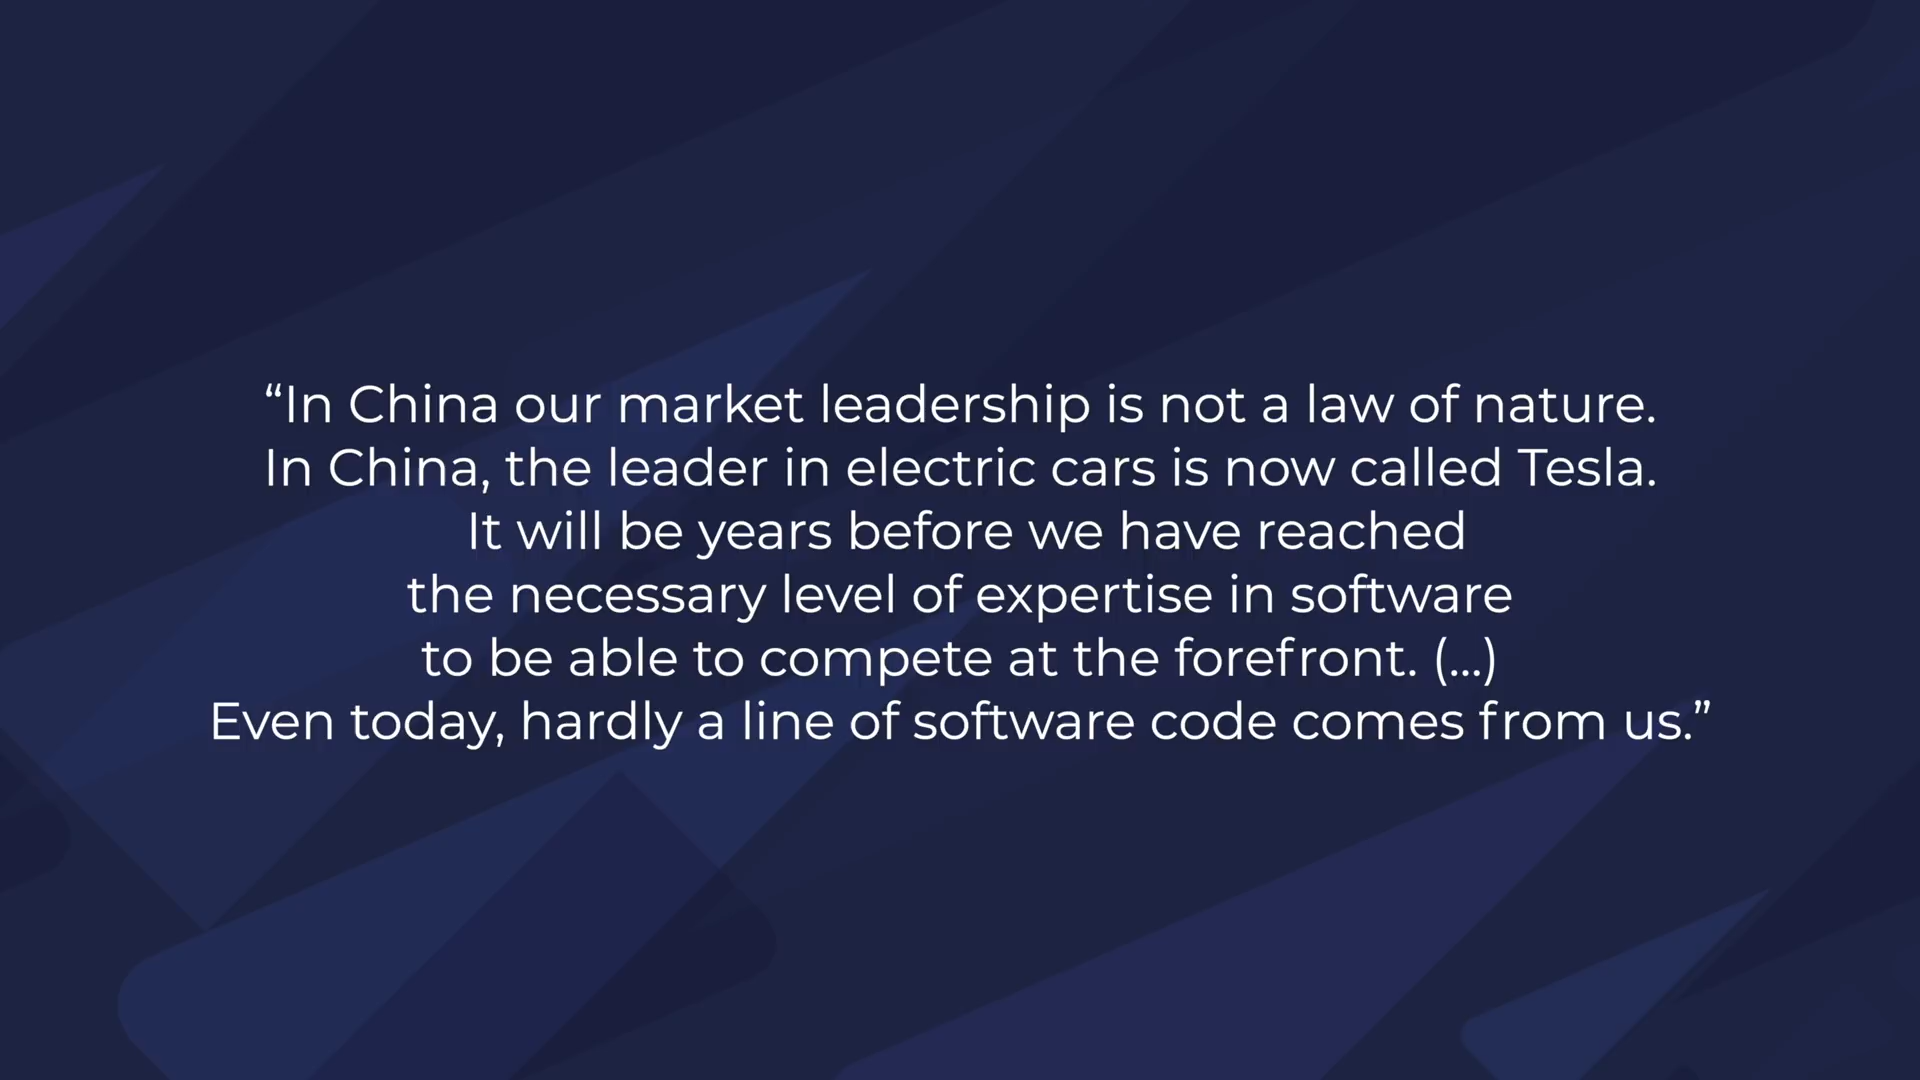 “In China our market leadership is not a law of nature.
In China, the leader in electric cars is now called Tesla.
It will be years before we have reached
the necessary level of expertise in software
to be able to compete at the forefront. (...)
Even today, hardly a line of software code comes from us.”